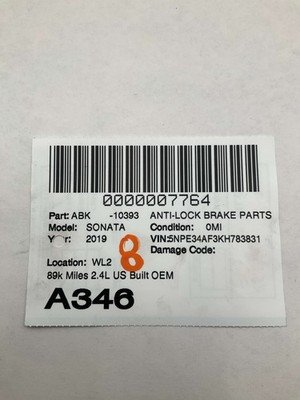 0000007764
Part: ABK -10393 ANTI-LOCK BRAKE PARTS
Model: SONATA Condition: 0MI
Year: 2019 VIN:5NPE34AF3KH783831
Damage Code:
Location: WL2 8
89k Miles 2.4L US Built OEM
A346